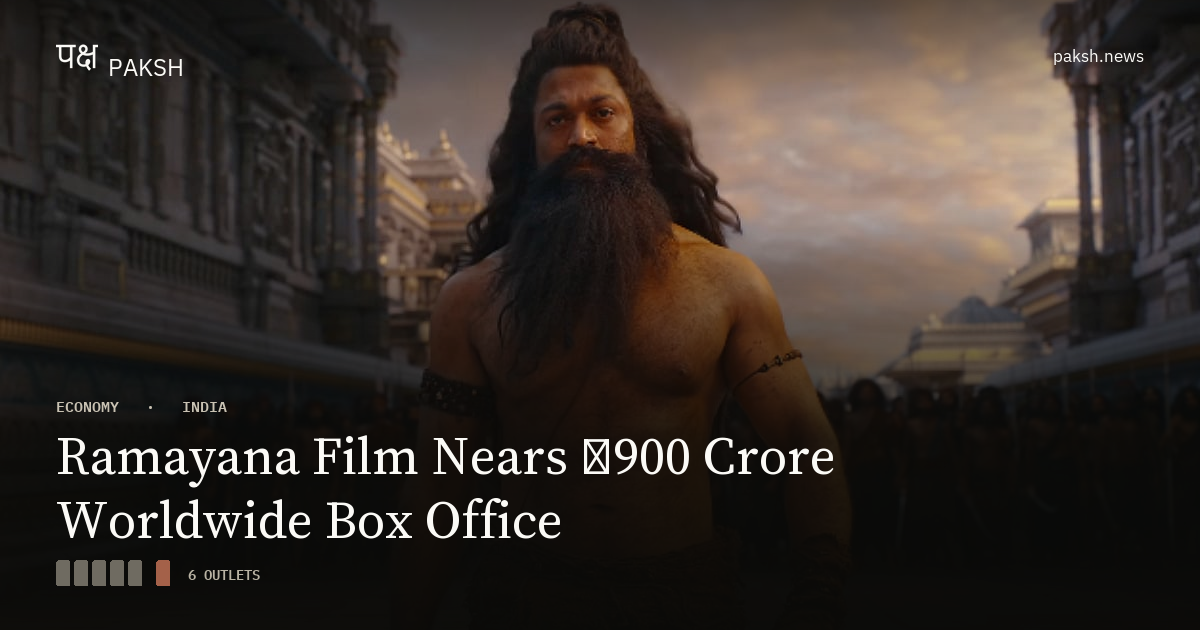 पक्ष PAKSH
paksh.news
ECONOMY · INDIA
Ramayana Film Nears 900 Crore
Worldwide Box Office
6 OUTLETS